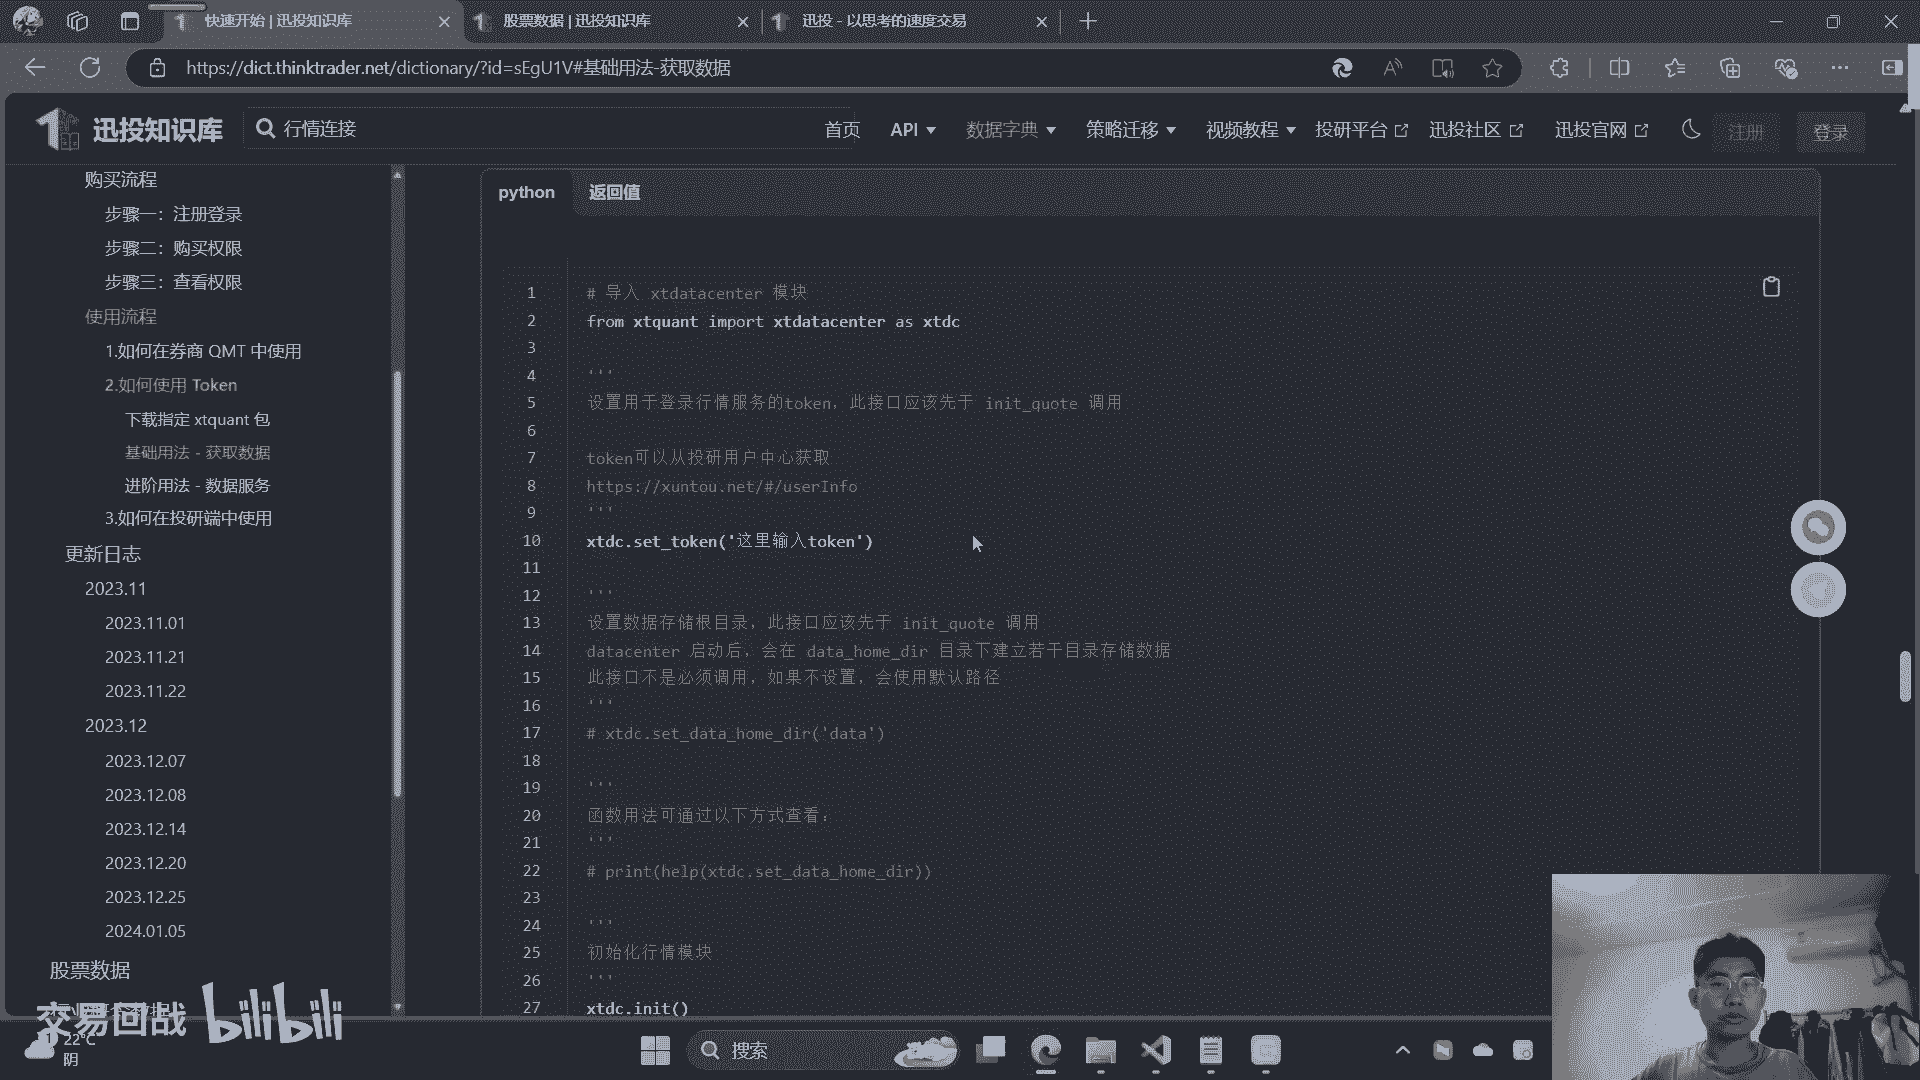 快速开始 | 迅投知识库
股票数据 | 迅投知识库
迅投 - 以思考的速度交易
https://dict.thinktrader.net/dictionary/?id=sEgU1V#基础用法-获取数据
迅投知识库
行情连接
首页
API
数据字典
策略迁移
视频教程
投研平台
迅投社区
迅投官网
注册
登录
购买流程
步骤一：注册登录
步骤二：购买权限
步骤三：查看权限
使用流程
1.如何在券商 QMT 中使用
2.如何使用 Token
下载指定 xtquant 包
基础用法 - 获取数据
进阶用法 - 数据服务
3.如何在投研端中使用
更新日志
2023.11
2023.11.01
2023.11.21
2023.11.22
2023.12
2023.12.07
2023.12.08
2023.12.14
2023.12.20
2023.12.25
2024.01.05
股票数据
python
返回值
1 # 导入 xtdatacenter 模块
2 from xtquant import xtdatacenter as xtdc
3
4 '''
5 设置用于登录行情服务的token，此接口应该先于 init_quote 调用
6
7 token可以从投研用户中心获取
8 https://xuntou.net/#/userInfo
9 '''
10 xtdc.set_token('这里输入token')
11
12 '''
13 设置数据存储根目录，此接口应该先于 init_quote 调用
14 datacenter 启动后，会在 data_home_dir 目录下建立若干目录存储数据
15 此接口不是必须调用，如果不设置，会使用默认路径
16 '''
17 # xtdc.set_data_home_dir('data')
18
19 '''
20 函数用法可通过以下方式查看：
21 '''
22 # print(help(xtdc.set_data_home_dir))
23
24 '''
25 初始化行情模块
26 '''
27 xtdc.init()
交易回战 bilibili
22°C
阴
搜索